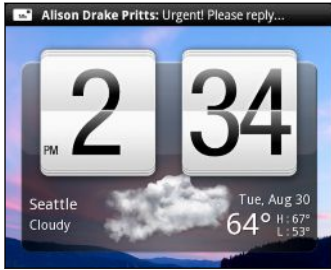 Alison Drake Pritts: Urgent! Please reply...
2 34
PM
Seattle
Cloudy
Tue, Aug 30
64° H: 67°
L: 53°